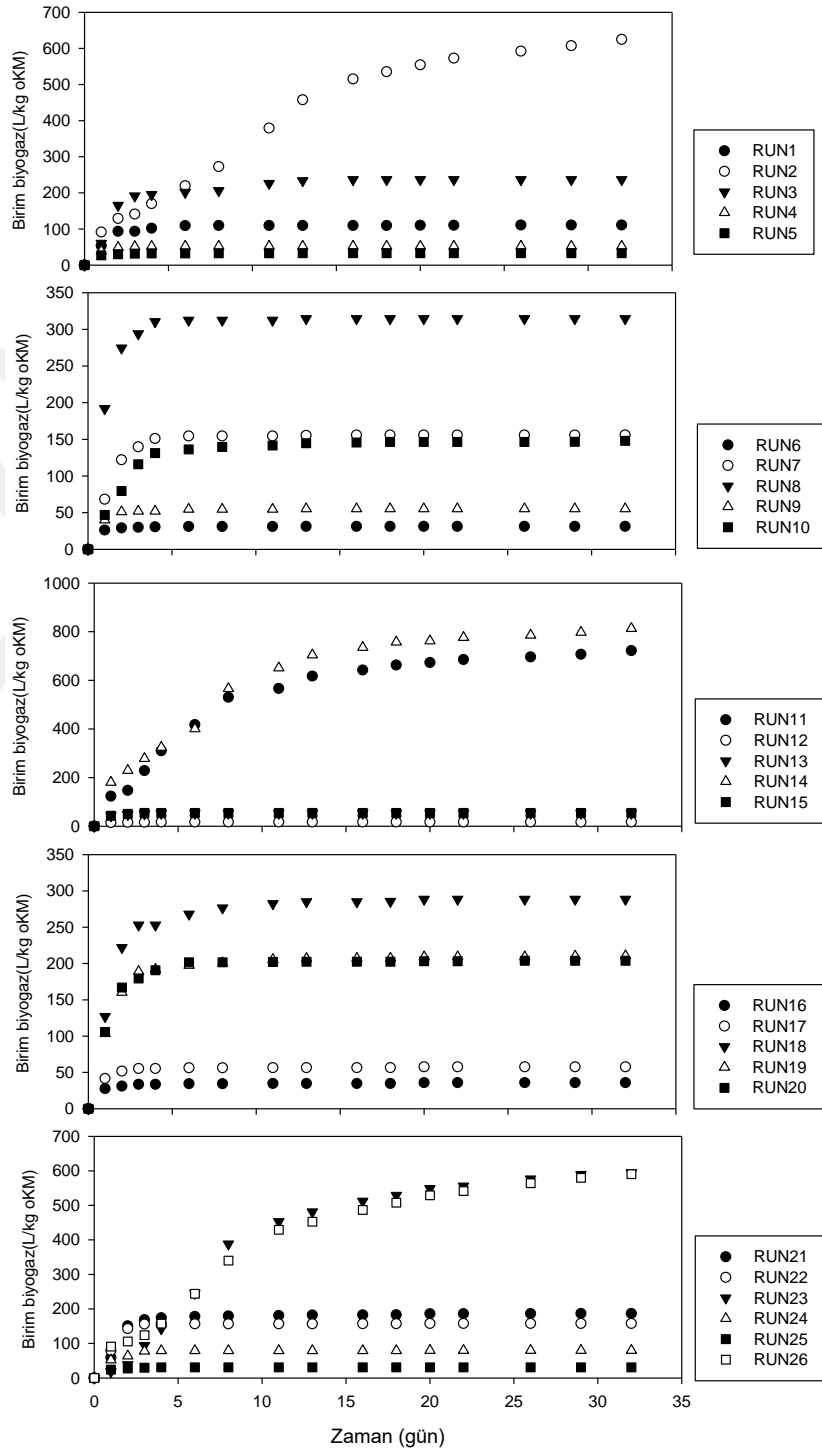 700
600
500
400
300
200
100
0
Birim biyogaz(L/kg oKM)
RUN1
RUN2
RUN3
RUN4
RUN5
350
300
250
200
150
100
50
0
Birim biyogaz(L/kg oKM)
RUN6
RUN7
RUN8
RUN9
RUN10
1000
800
600
400
200
0
Birim biyogaz(L/kg oKM)
RUN11
RUN12
RUN13
RUN14
RUN15
350
300
250
200
150
100
50
0
Birim biyogaz(L/kg oKM)
RUN16
RUN17
RUN18
RUN19
RUN20
700
600
500
400
300
200
100
0
Birim biyogaz(L/kg oKM)
RUN21
RUN22
RUN23
RUN24
RUN25
RUN26
0 5 10 15 20 25 30 35
Zaman (gün)